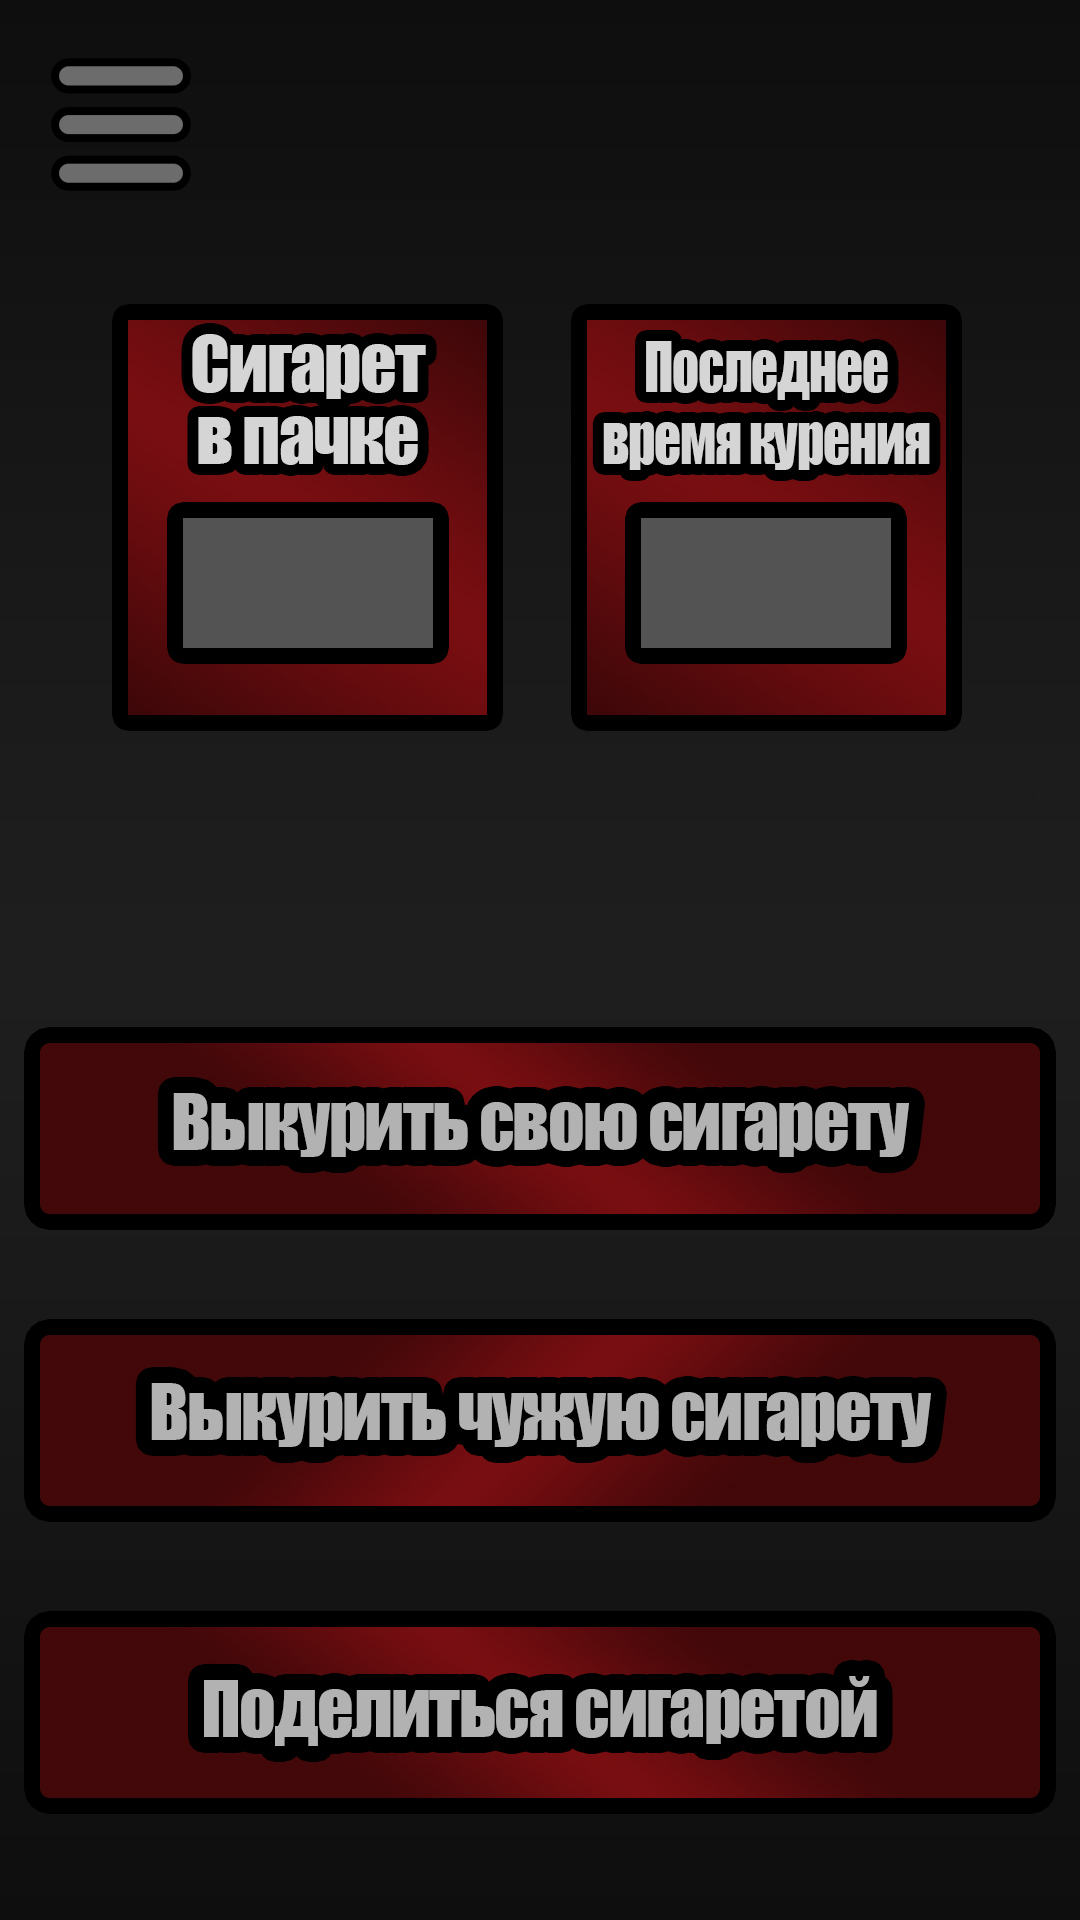 Сигарет
в пачке
Последнее
время курения
Выкурить свою сигарету
Выкурить чужую сигарету
Поделиться сигаретой